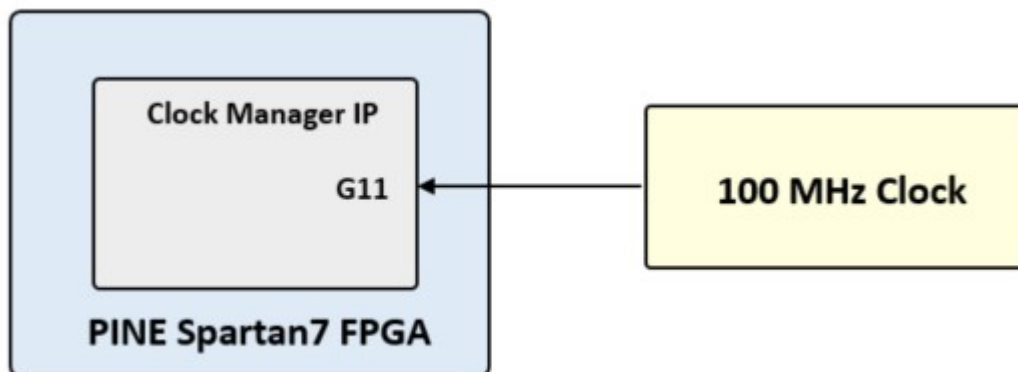 Clock Manager IP
G11
100 MHz Clock
PINE Spartan7 FPGA